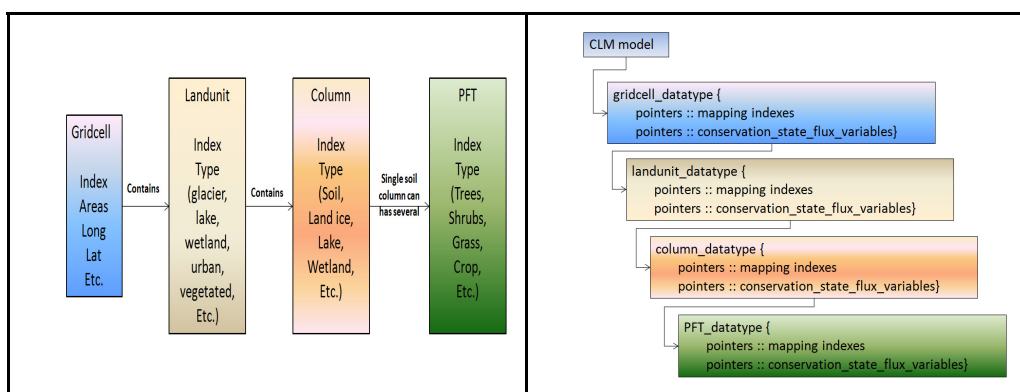 Gridcell
Index
Areas
Long
Lat
Etc.
Contains
Landunit
Index
Type
(glacier,
lake,
wetland,
urban,
vegetated,
Etc.)
Contains
Column
Index
Type
(Soil,
Land ice,
Lake,
Wetland,
Etc.)
Single soil
column can
has several
PFT
Index
Type
(Trees,
Shrubs,
Grass,
Crop,
Etc.)
CLM model
gridcell_datatype {
pointers :: mapping indexes
pointers :: conservation_state_flux_variables}
landunit_datatype {
pointers :: mapping indexes
pointers :: conservation_state_flux_variables}
column_datatype {
pointers :: mapping indexes
pointers :: conservation_state_flux_variables}
PFT_datatype {
pointers :: mapping indexes
pointers :: conservation_state_flux_variables}